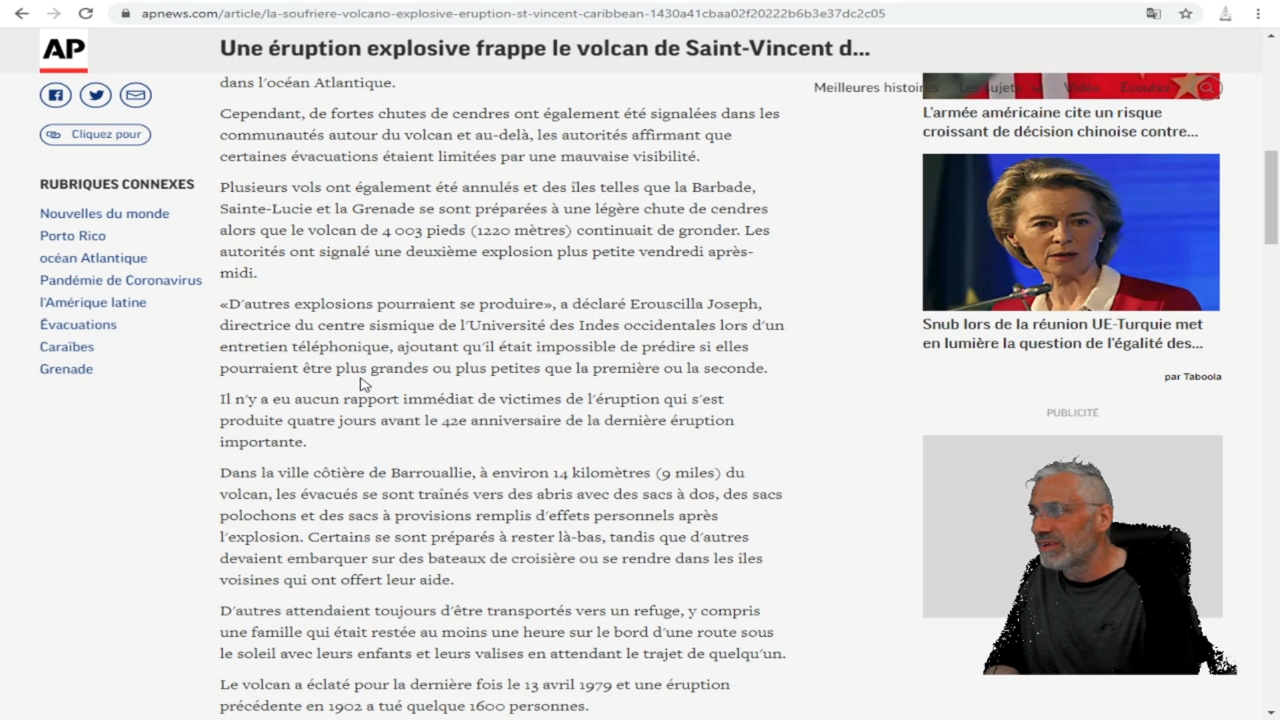 apnews.com/article/la-soufriere-volcano-explosive-eruption-st-vincent-caribbean-1430a41cbaa02f20222b6b3e37dc2c05
AP
Une éruption explosive frappe le volcan de Saint-Vincent d...
Meilleures histoires Les sujets Vidéo Écoutez
Cliquez pour
RUBRIQUES CONNEXES
Nouvelles du monde
Porto Rico
océan Atlantique
Pandémie de Coronavirus
l'Amérique latine
Évacuations
Caraïbes
Grenade
dans l'océan Atlantique.
Cependant, de fortes chutes de cendres ont également été signalées dans les
communautés autour du volcan et au-delà, les autorités affirmant que
certaines évacuations étaient limitées par une mauvaise visibilité.
Plusieurs vols ont également été annulés et des îles telles que la Barbade,
Sainte-Lucie et la Grenade se sont préparées à une légère chute de cendres
alors que le volcan de 4 003 pieds (1220 mètres) continuait de gronder. Les
autorités ont signalé une deuxième explosion plus petite vendredi après-
midi.
«D'autres explosions pourraient se produire», a déclaré Erouscilla Joseph,
directrice du centre sismique de l'Université des Indes occidentales lors d'un
entretien téléphonique, ajoutant qu'il était impossible de prédire si elles
pourraient être plus grandes ou plus petites que la première ou la seconde.
Il n'y a eu aucun rapport immédiat de victimes de l'éruption qui s'est
produite quatre jours avant le 42e anniversaire de la dernière éruption
importante.
Dans la ville côtière de Barrouallie, à environ 14 kilomètres (9 miles) du
volcan, les évacués se sont traînés vers des abris avec des sacs à dos, des sacs
polochons et des sacs à provisions remplis d'effets personnels après
l'explosion. Certains se sont préparés à rester là-bas, tandis que d'autres
devaient embarquer sur des bateaux de croisière ou se rendre dans les îles
voisines qui ont offert leur aide.
D'autres attendaient toujours d'être transportés vers un refuge, y compris
une famille qui était restée au moins une heure sur le bord d'une route sous
le soleil avec leurs enfants et leurs valises en attendant le trajet de quelqu'un.
Le volcan a éclaté pour la dernière fois le 13 avril 1979 et une éruption
précédente en 1902 a tué quelque 1600 personnes.
L'armée américaine cite un risque
croissant de décision chinoise contre...
Snub lors de la réunion UE-Turquie met
en lumière la question de l'égalité des...
par Taboola
PUBLICITÉ